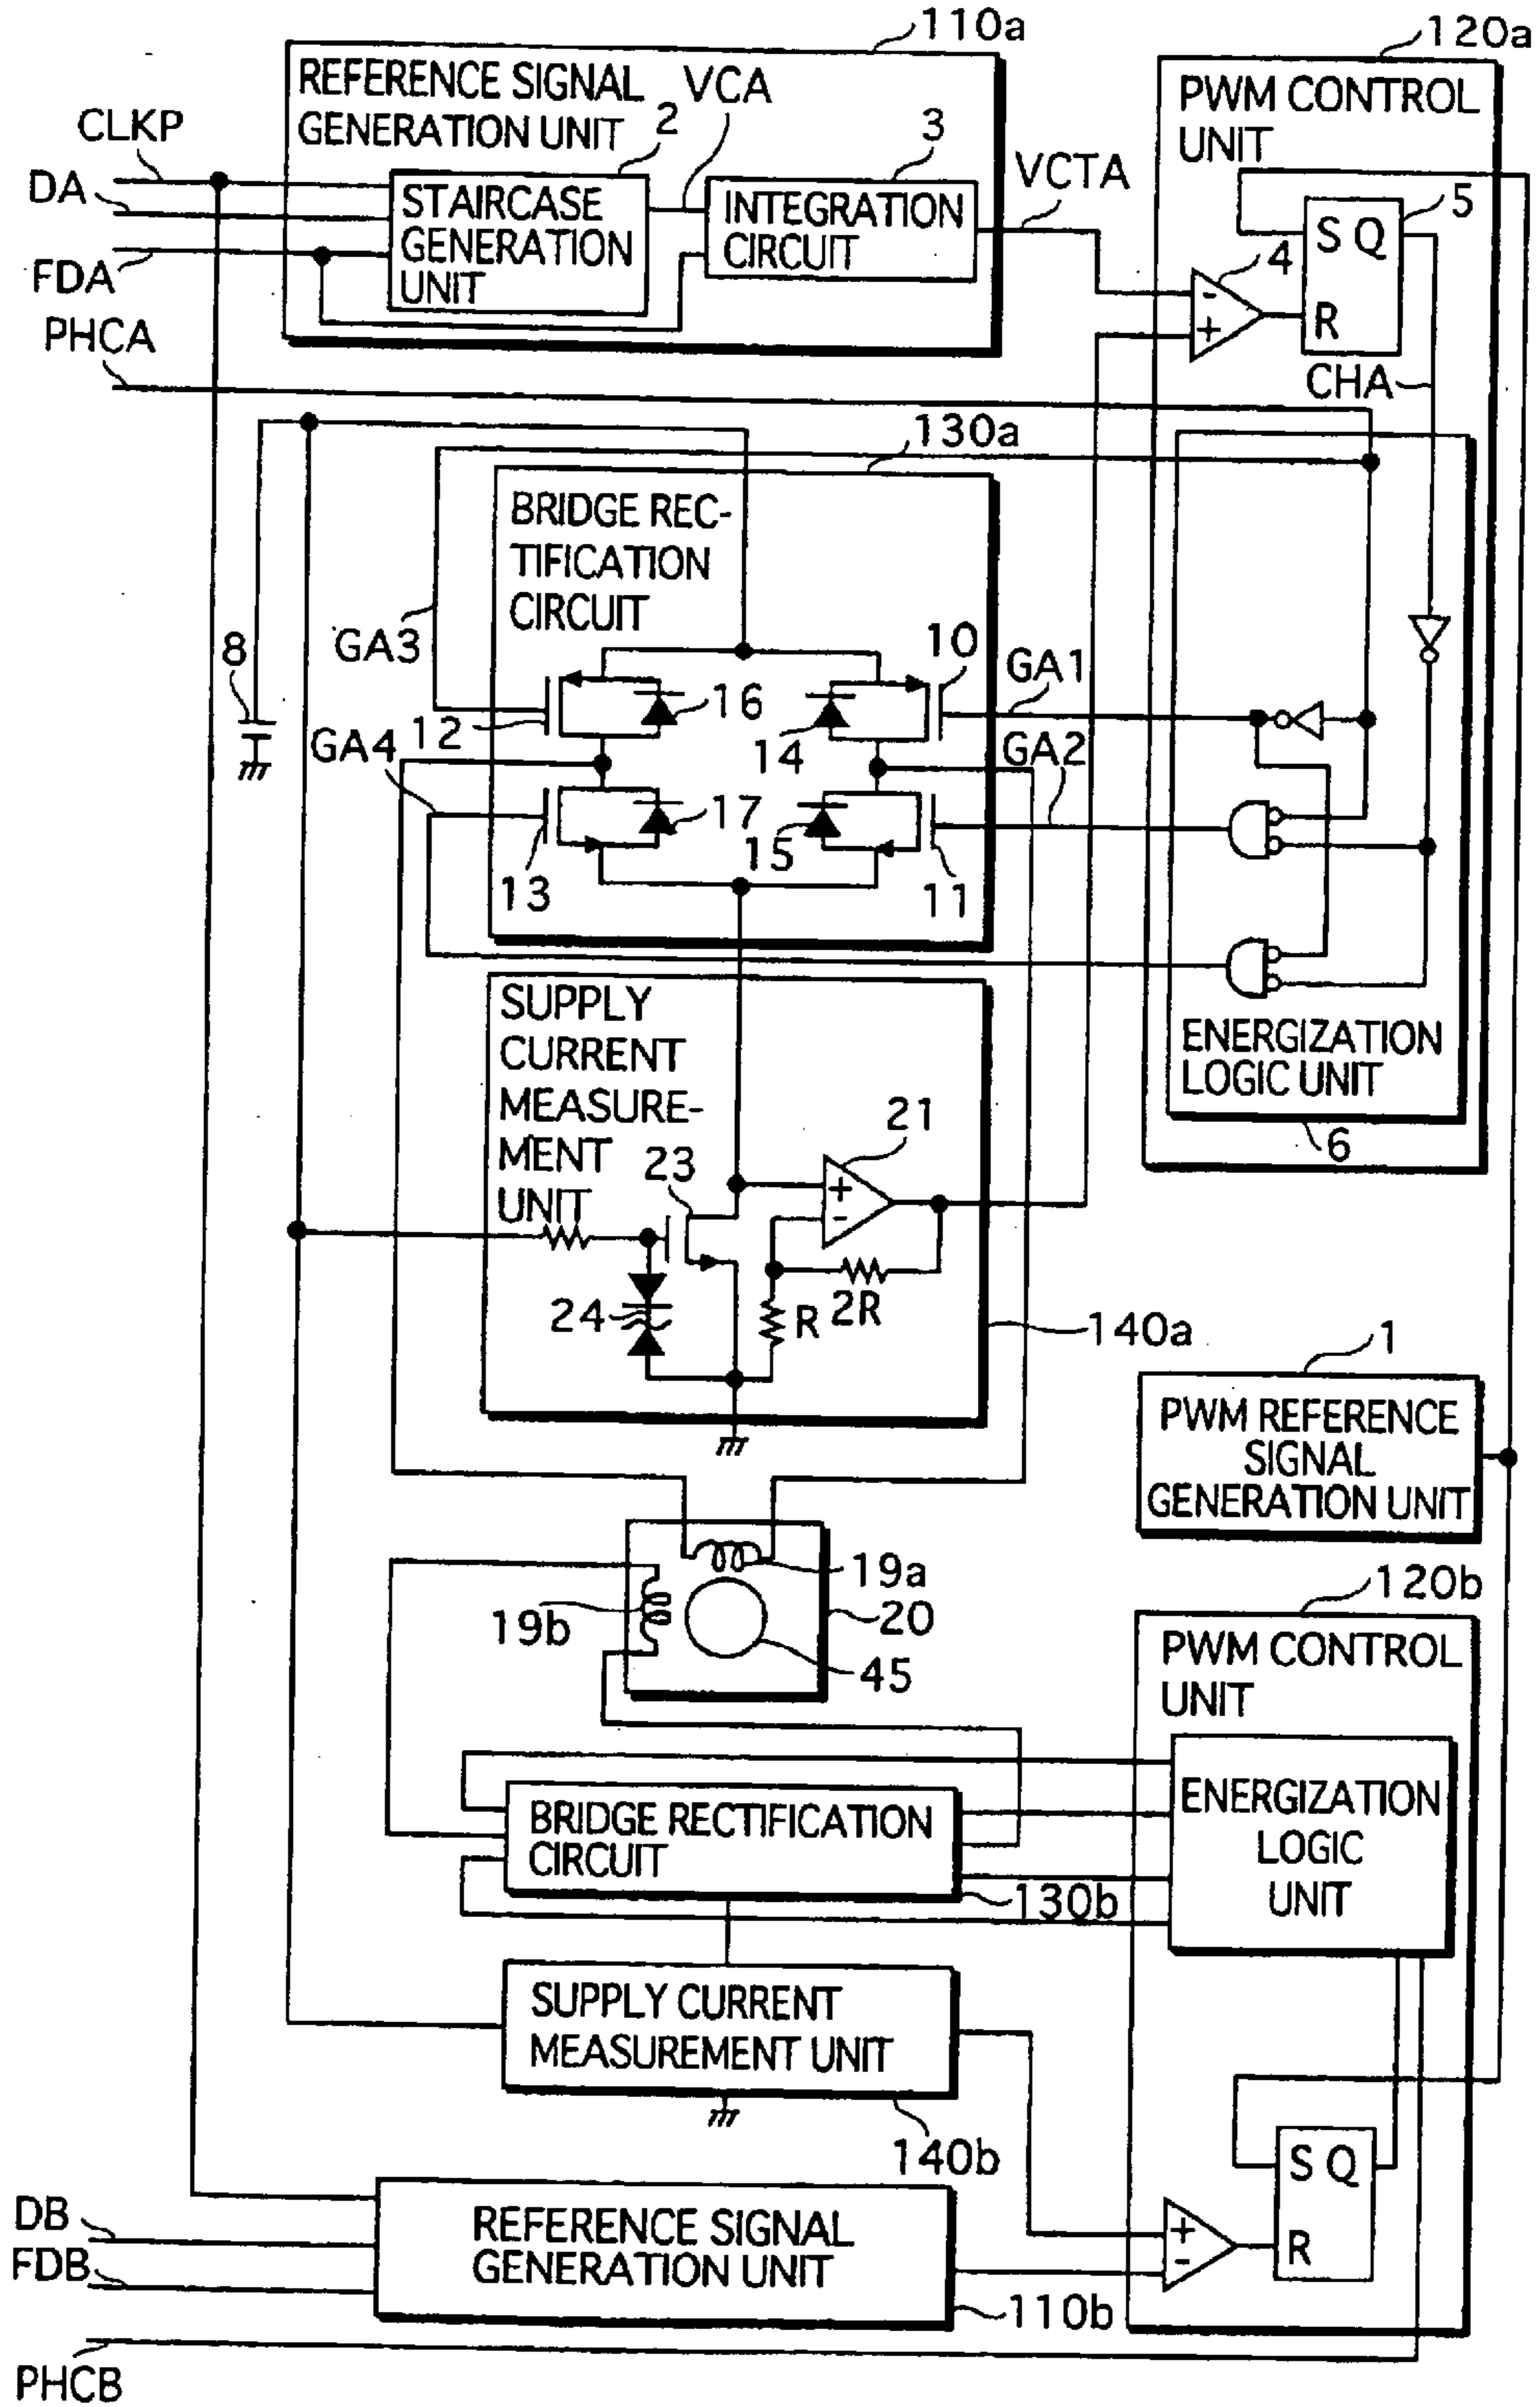 110a
120a
REFERENCE SIGNAL
GENERATION UNIT
VCA
PWM CONTROL
UNIT
CLKP
2
3
VCTA
DA
STAIRCASE
GENERATION
UNIT
INTEGRATION
CIRCUIT
S Q
5
R
4
-
+
FDA
PHCA
CHA
130a
BRIDGE REC-
TIFICATION
CIRCUIT
GA3
8
10
GA1
16
12
14
GA4
GA2
17
15
13
11
SUPPLY
CURRENT
MEASURE-
MENT
UNIT
ENERGIZATION
LOGIC UNIT
6
21
23
+
-
24
R
2R
140a
1
PWM REFERENCE
SIGNAL
GENERATION UNIT
19a
19b
20
45
120b
PWM CONTROL
UNIT
BRIDGE RECTIFICATION
CIRCUIT
130b
ENERGIZATION
LOGIC
UNIT
SUPPLY CURRENT
MEASUREMENT UNIT
140b
S Q
R
DB
FDB
REFERENCE SIGNAL
GENERATION UNIT
+
-
110b
PHCB